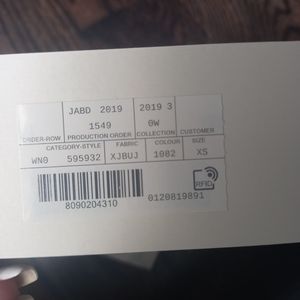 JABD 2019 2019 3
1549 0W
ORDER-ROW PRODUCTION ORDER COLLECTION CUSTOMER
CATEGORY-STYLE FABRIC COLOUR SIZE
WN0 595932 XJBUJ 1082 XS
8090204310 0120819891
RFID